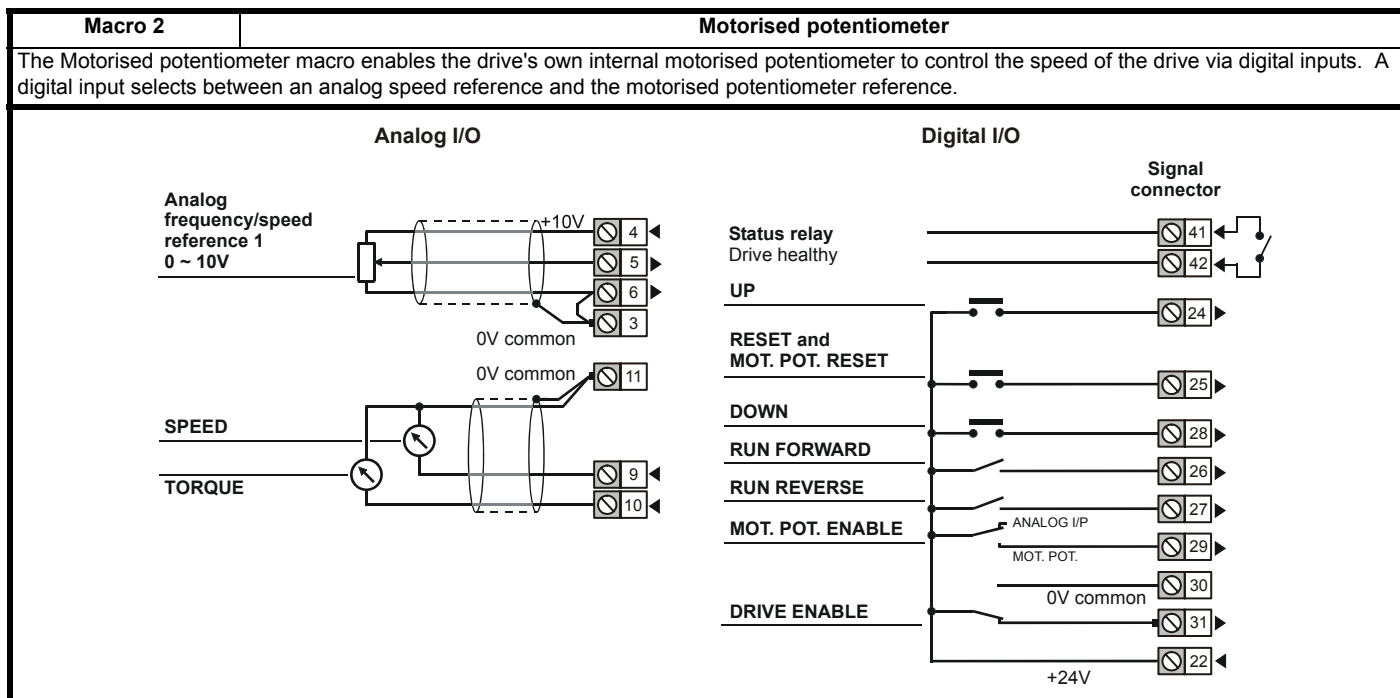 Macro 2
Motorised potentiometer
The Motorised potentiometer macro enables the drive's own internal motorised potentiometer to control the speed of the drive via digital inputs. A
digital input selects between an analog speed reference and the motorised potentiometer reference.
Analog I/O
Analog
frequency/speed
reference 1
0 ~ 10V
+10V
4
5
6
3
0V common
0V common
11
SPEED
TORQUE
9
10
Digital I/O
Signal
connector
Status relay
Drive healthy
41
42
UP
24
RESET and
MOT. POT. RESET
25
DOWN
28
RUN FORWARD
26
RUN REVERSE
27
MOT. POT. ENABLE
ANALOG I/P
MOT. POT.
29
30
0V common
DRIVE ENABLE
31
22
+24V